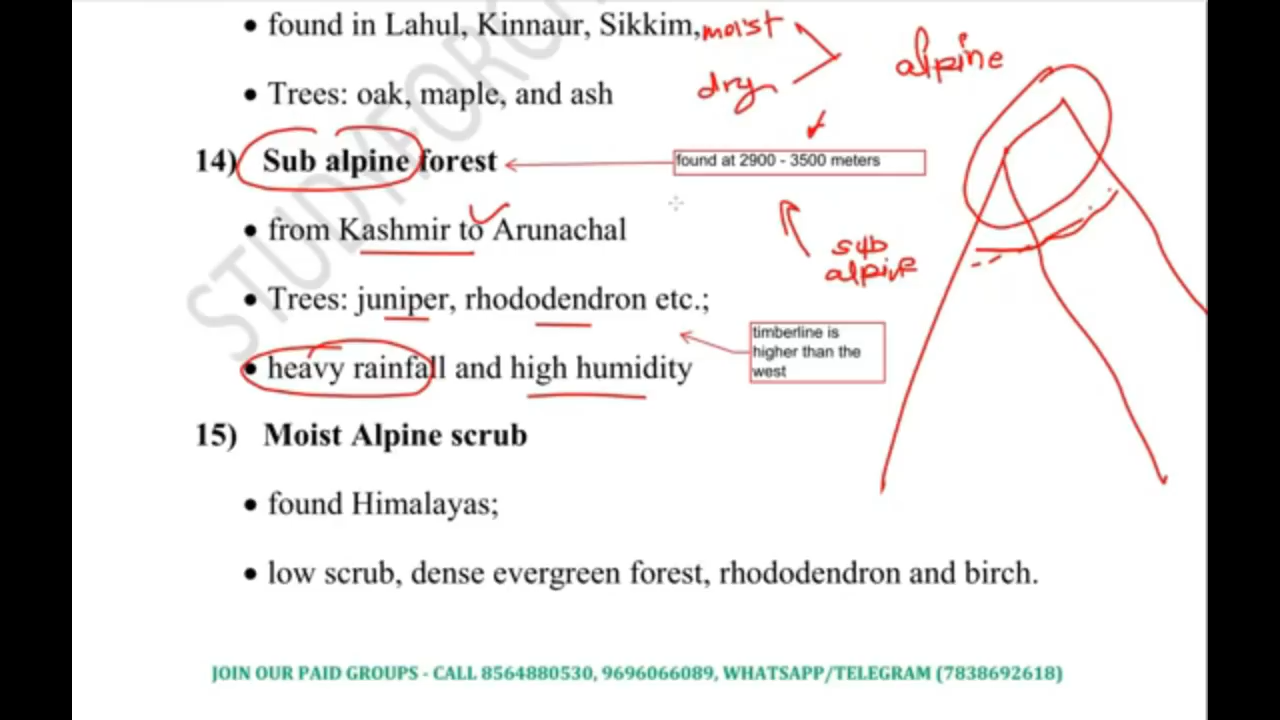 • found in Lahul, Kinnaur, Sikkim, moist
alpine
• Trees: oak, maple, and ash
dry
14) Sub alpine forest
found at 2900 - 3500 meters
• from Kashmir to Arunachal
sub
alpine
• Trees: juniper, rhododendron etc.;
timberline is
higher than the
west
• heavy rainfall and high humidity
15) Moist Alpine scrub
• found Himalayas;
• low scrub, dense evergreen forest, rhododendron and birch.
JOIN OUR PAID GROUPS - CALL 8564880530, 9696066089, WHATSAPP/TELEGRAM (7838692618)